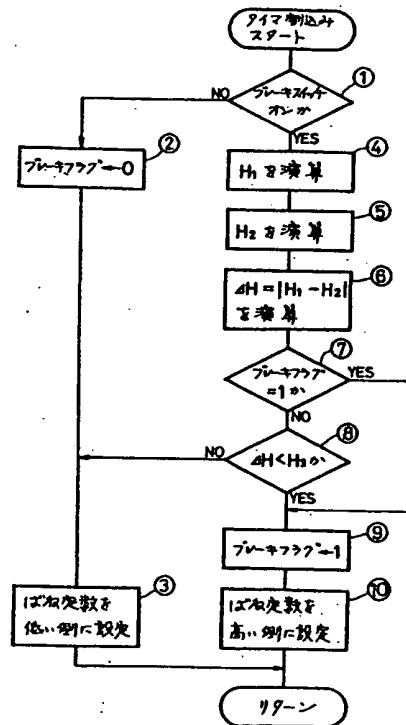 タイマ割込み
スタート
①
ブレーキスイッチ
オンか
NO
YES
②
ブレーキフラグ←0
④
H₁を演算
⑤
H₂を演算
⑥
ΔH=|H₁-H₂|
を演算
⑦
ブレーキフラグ
=1か
YES
NO
⑧
ΔH<H₃か
NO
YES
⑨
ブレーキフラグ←1
③
ばね定数を
低い側に設定
⑩
ばね定数を
高い側に設定
リターン